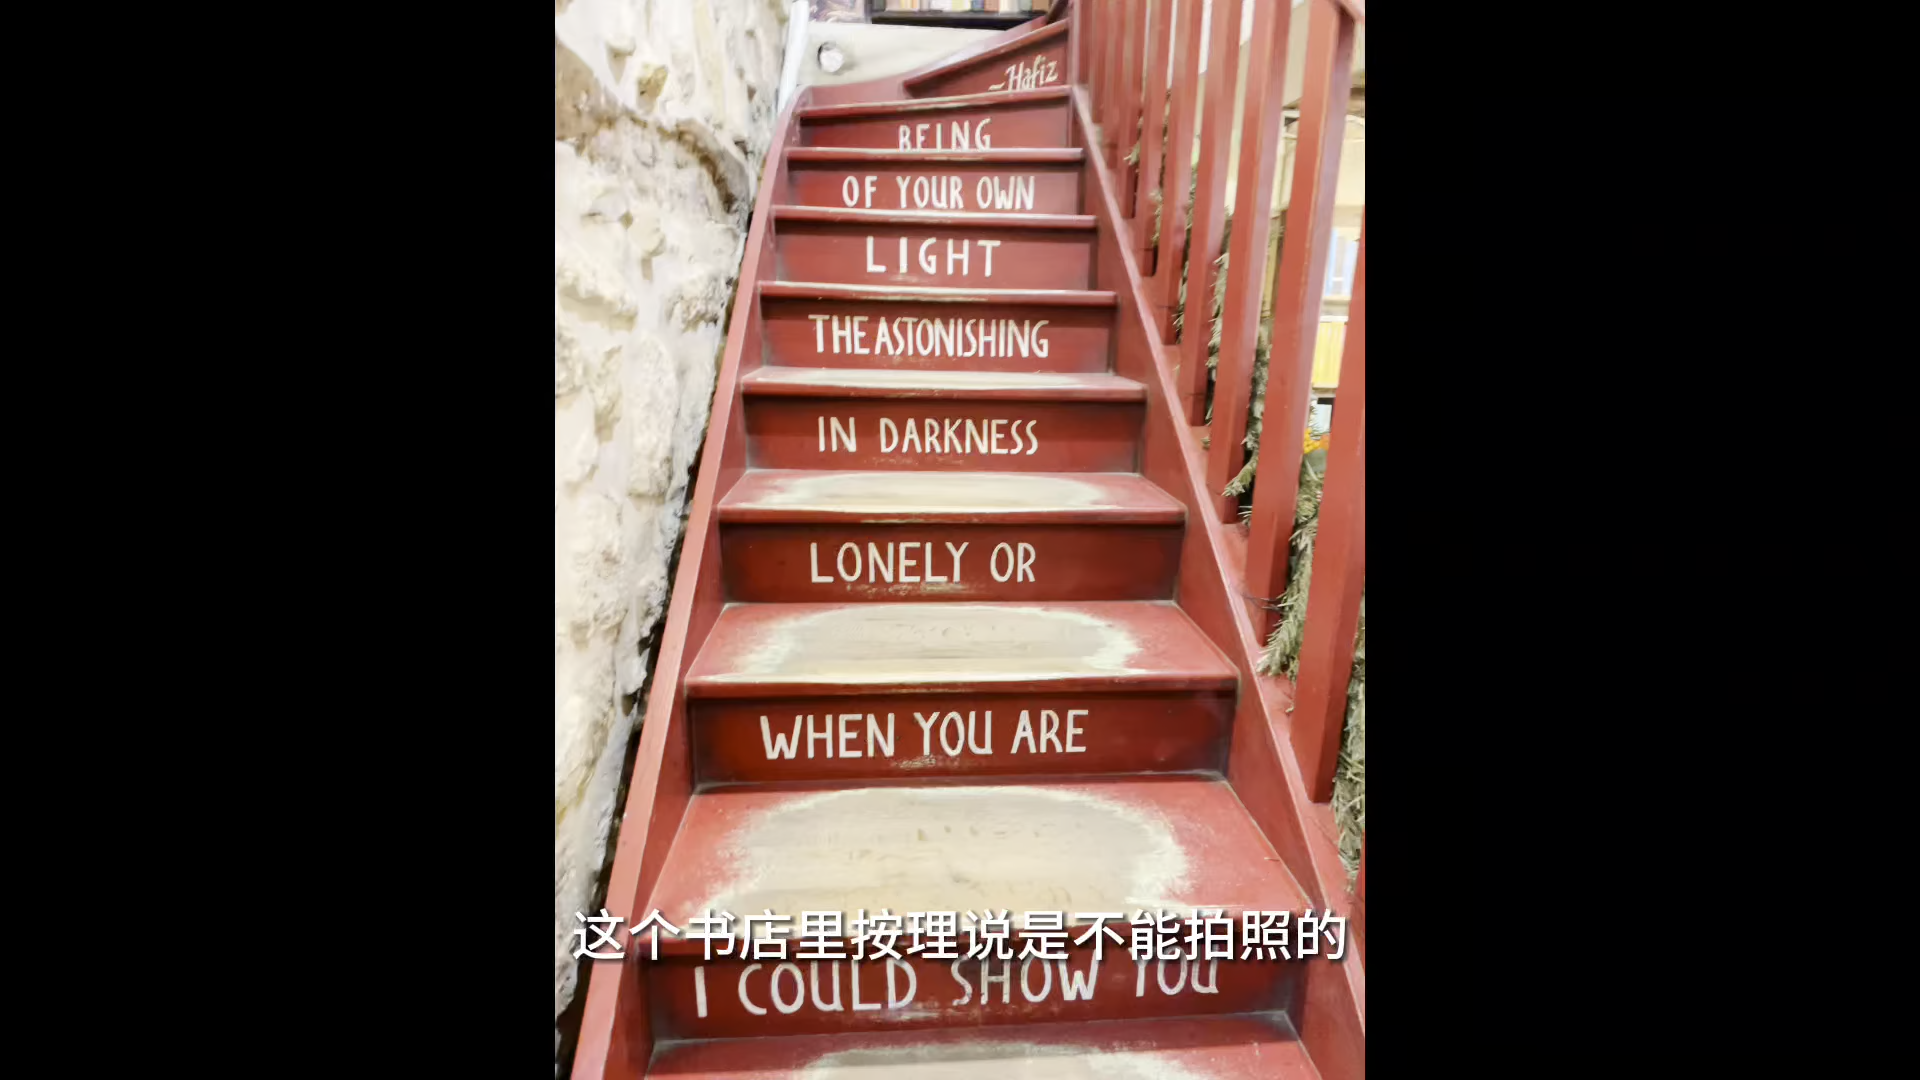 —Hafiz
BEING
OF YOUR OWN
LIGHT
THE ASTONISHING
IN DARKNESS
LONELY OR
WHEN YOU ARE
这个书店里按理说是不能拍照的
I COULD SHOW YOU